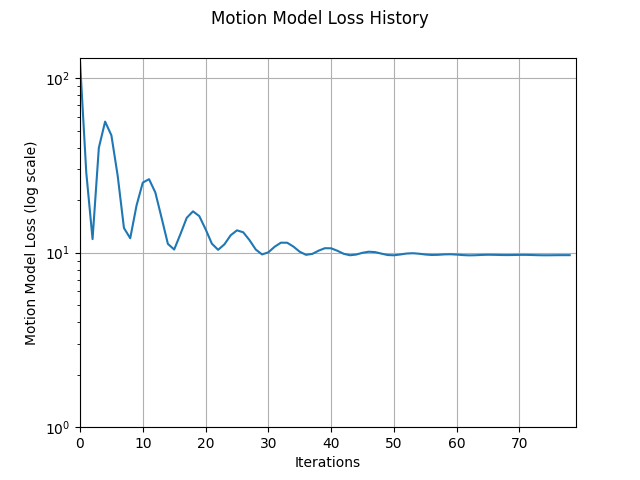 Motion Model Loss History
Motion Model Loss (log scale)
10²
10¹
10⁰
0 10 20 30 40 50 60 70
Iterations